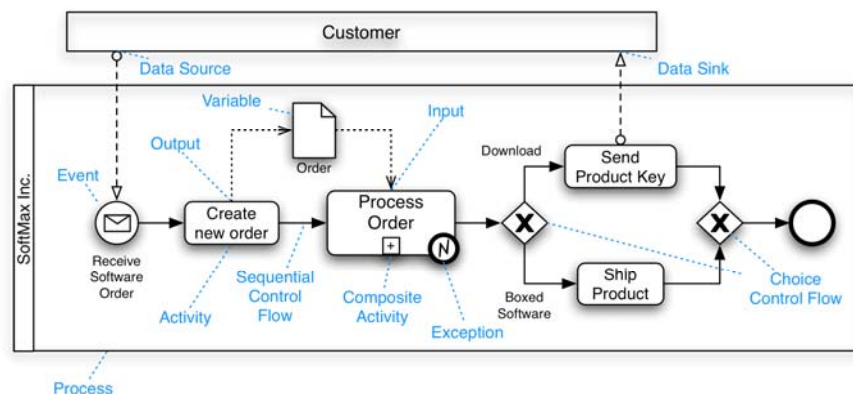 Customer
Data Source
Data Sink
Variable
Input
Output
Order
Download
Send
Product Key
Event
SoftMax Inc.
Create
new order
Process
Order
Receive
Software
Order
Sequential
Control
Flow
Composite
Activity
Boxed
Software
Ship
Product
Choice
Control Flow
Activity
Exception
Process